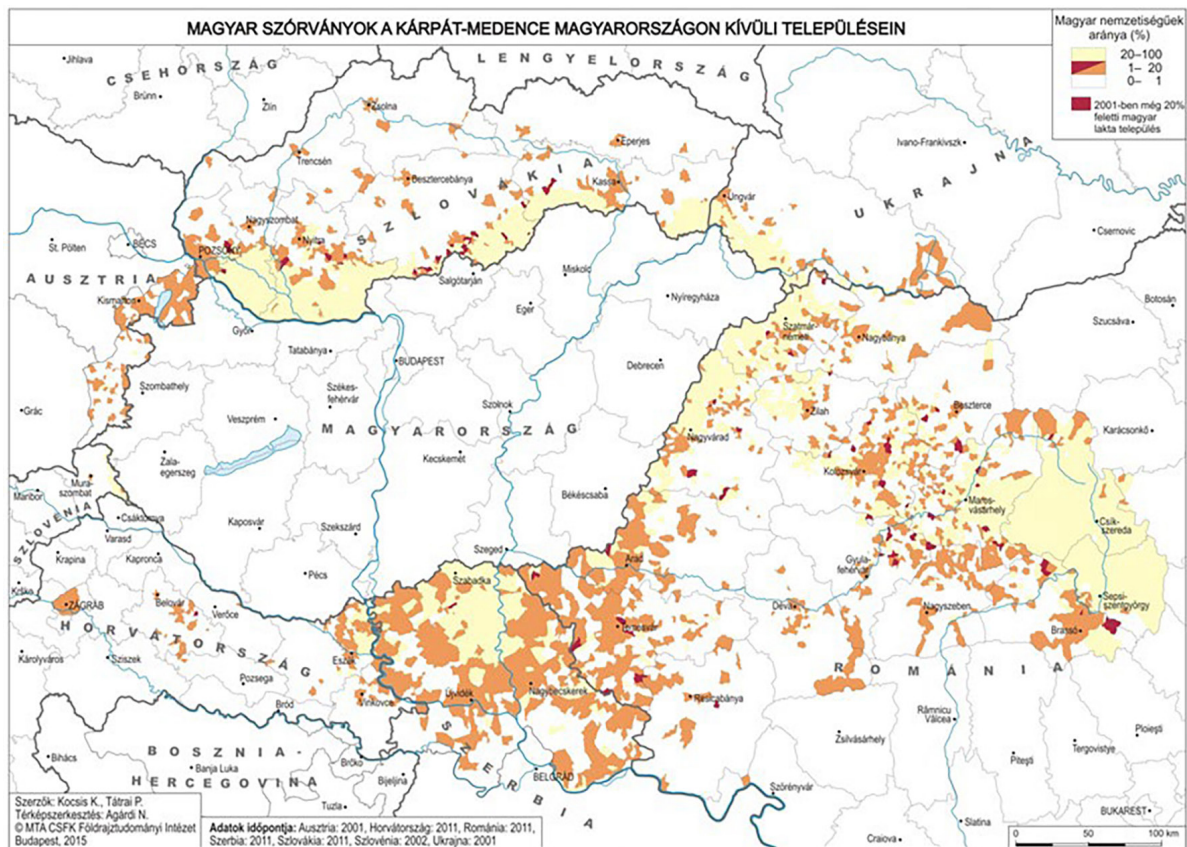 MAGYAR SZÓRVÁNYOK A KÁRPÁT-MEDENCE MAGYARORSZÁGON KÍVÜLI TELEPÜLÉSEIN
Magyar nemzetiségűek
aránya (%)
20–100
1– 20
0– 1
2001-ben még 20%
feletti magyar
lakta település
Jihlava
CSEHORSZÁG
LENGYELORSZÁG
Brünn
Zlín
Zsolna
Trencsén
Eperjes
Ivano-Frankivszk
UKRAJNA
Besztercebánya
SZLOVÁKIA
Kassa
Ungvár
Nagyszombat
Nyitra
Csernovic
St. Pölten
BÉCS
POZSONY
AUSZTRIA
Kismarton
Salgótarján
Miskolc
Nyíregyháza
Botosán
Győr
Eger
Szatmár-
németi
Nagybánya
Szucsáva
Tatabánya
BUDAPEST
Debrecen
Szombathely
Székes-
fehérvár
Grác
Veszprém
Szolnok
Zilah
Beszterce
MAGYARORSZÁG
Nagyvárad
Karácsonkő
Zala-
egerszeg
Kecskemét
Kolozsvár
Mura-
szombat
Maribor
Békéscsaba
Maros-
vásárhely
SZLOVÉNIA
Csáktornya
Kaposvár
Szekszárd
Csík-
szereda
Varasd
Krapina
Kapronca
Szeged
Arad
Gyula-
fehérvár
Pécs
Szabadka
Krško
ZÁGRÁB
Belovár
Verőce
Déva
Nagyszeben
Sepsi-
szentgyörgy
HORVÁTORSZÁG
Temesvár
Brassó
Károlyváros
Sziszek
Eszék
ROMÁNIA
Pozsega
Újvidék
Nagybecskerek
Resicabánya
Bród
Vinkovce
Râmnicu
Vâlcea
Zsilvásárhely
Ploiești
BOSZNIA-
HERCEGOVINA
Bihács
Banja Luka
Brčko
Bijeljina
SZERBIA
BELGRÁD
Pitești
Tergovistye
Tuzla
Szörényvár
BUKAREST
Craiova
Slatina
Szerzők: Kocsis K., Tátrai P.
Térképszerkesztés: Agárdi N.
© MTA CSFK Földrajztudományi Intézet
Budapest, 2015
Adatok időpontja: Ausztria: 2001, Horvátország: 2011, Románia: 2011,
Szerbia: 2011, Szlovákia: 2011, Szlovénia: 2002, Ukrajna: 2001
0 50 100 km